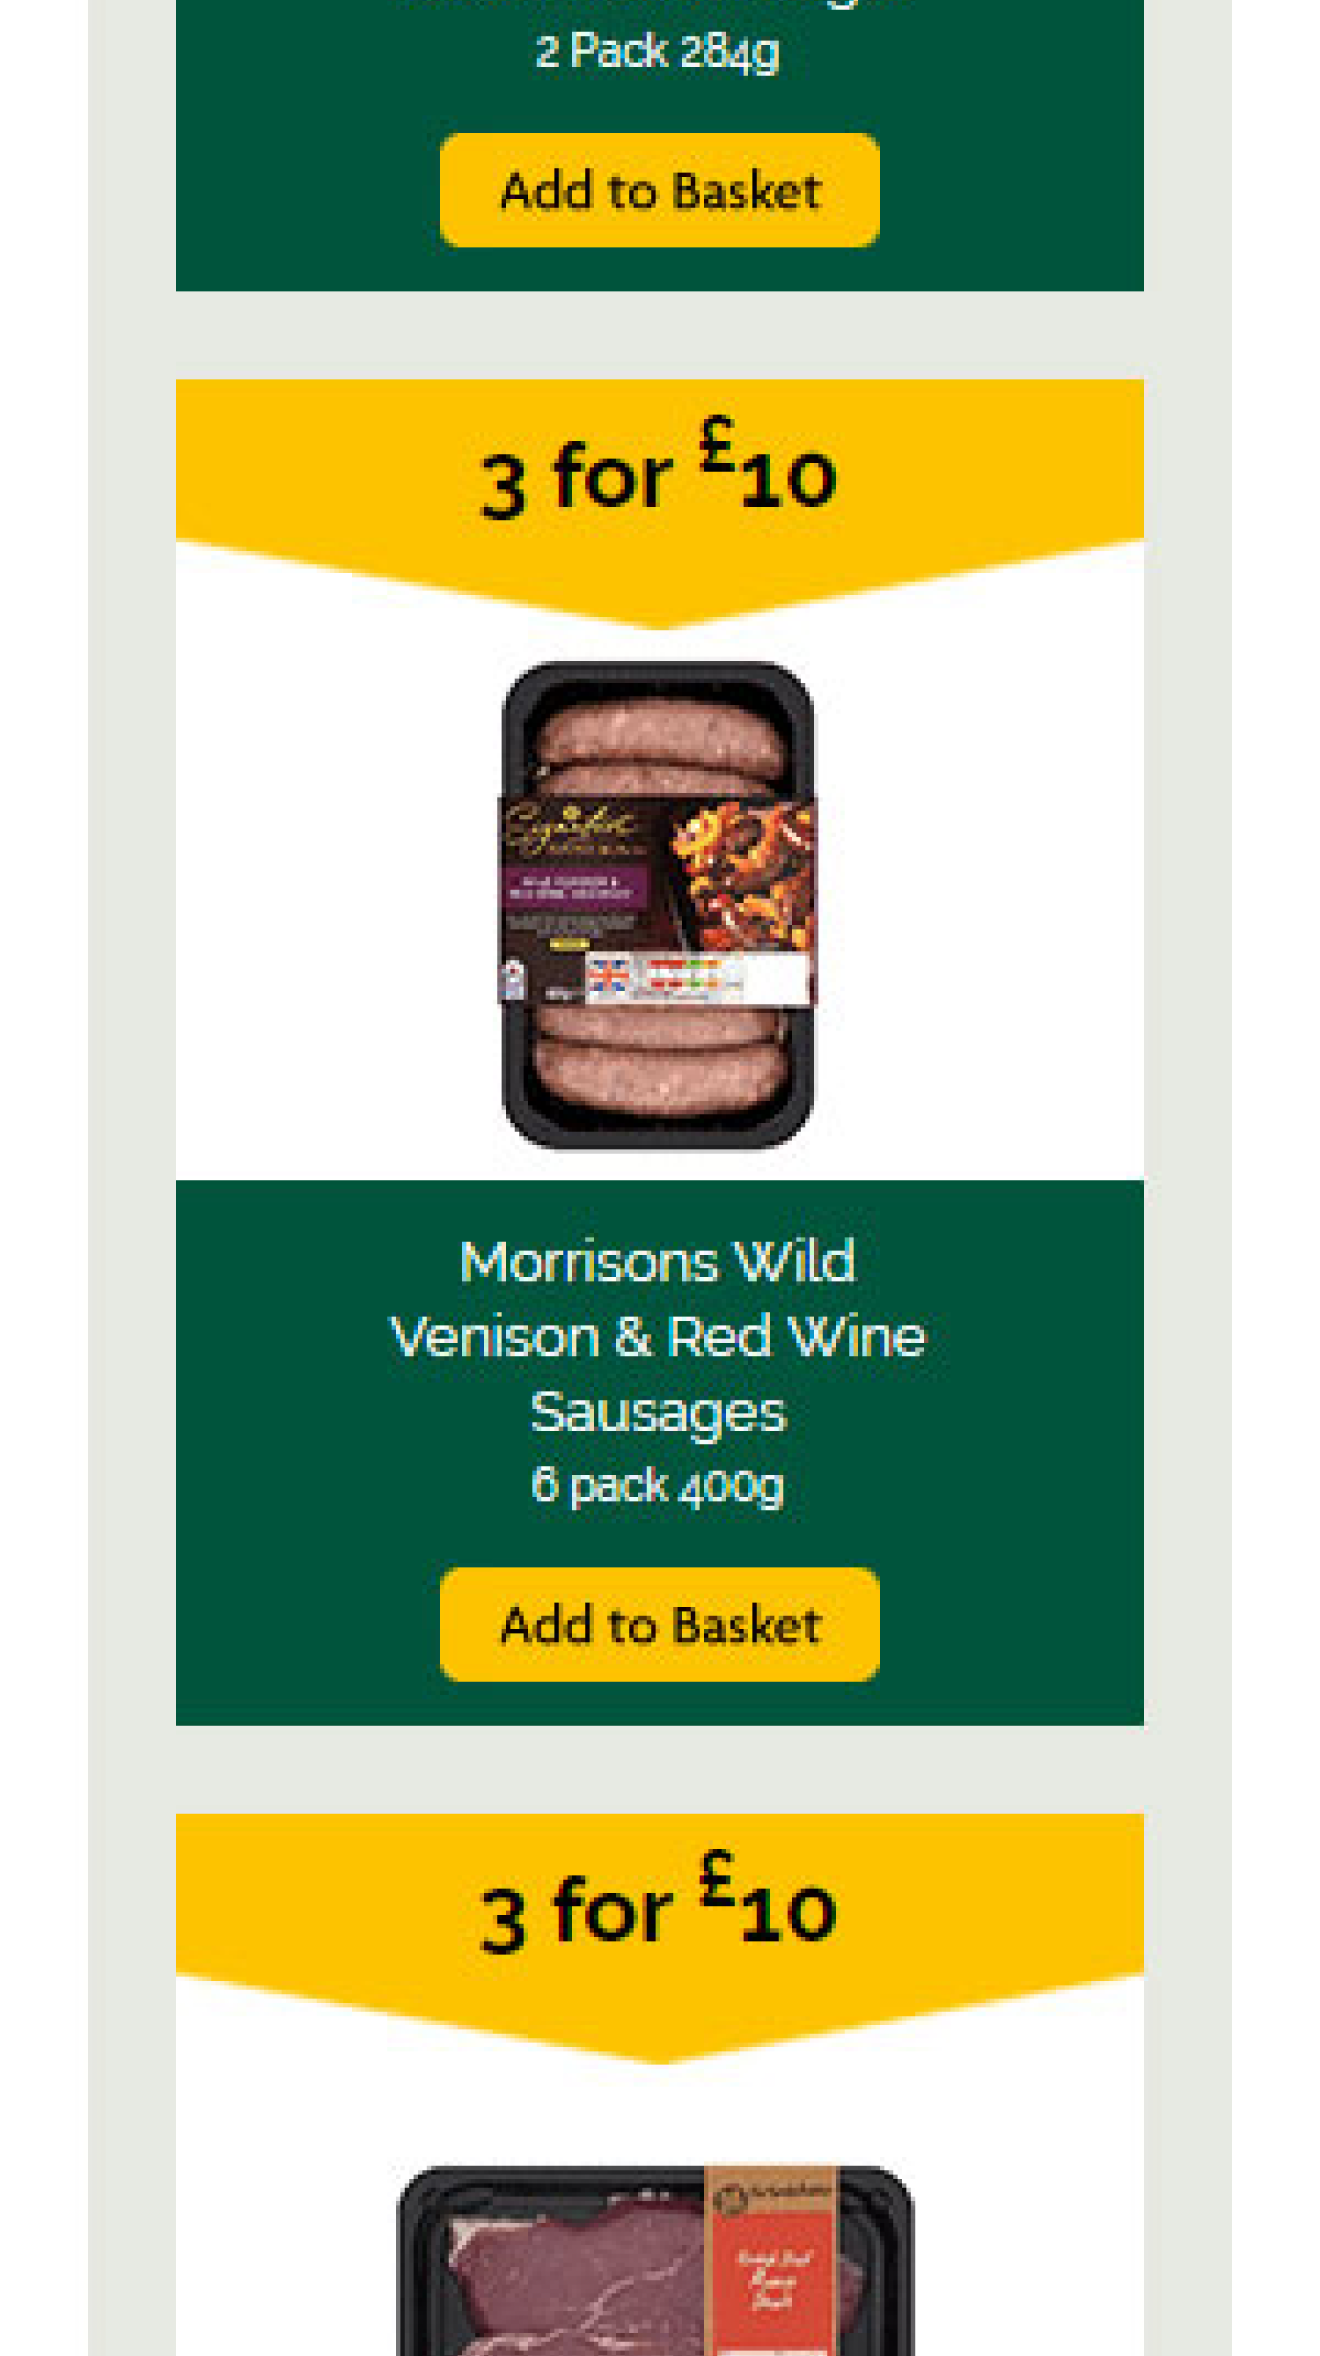 2 Pack 284g
Add to Basket
3 for £10
Morrisons Wild
Venison & Red Wine
Sausages
6 pack 400g
Add to Basket
3 for £10